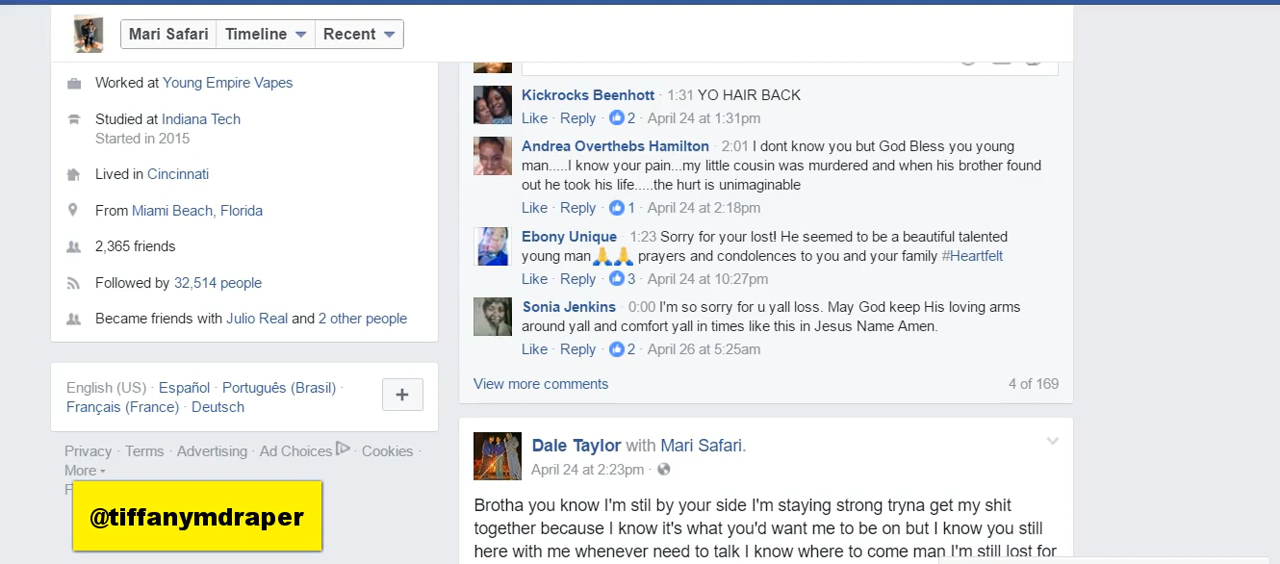 Mari Safari Timeline Recent
Worked at Young Empire Vapes
Studied at Indiana Tech
Started in 2015
Lived in Cincinnati
From Miami Beach, Florida
2,365 friends
Followed by 32,514 people
Became friends with Julio Real and 2 other people
English (US) · Español · Português (Brasil) ·
Français (France) · Deutsch
+
Privacy · Terms · Advertising · Ad Choices · Cookies ·
More
@tiffanymdraper
Kickrocks Beenhott · 1:31 YO HAIR BACK
Like · Reply · 2 · April 24 at 1:31pm
Andrea Overthebs Hamilton · 2:01 I dont know you but God Bless you young
man.....I know your pain...my little cousin was murdered and when his brother found
out he took his life.....the hurt is unimaginable
Like · Reply · 1 · April 24 at 2:18pm
Ebony Unique · 1:23 Sorry for your lost! He seemed to be a beautiful talented
young man🙏🙏 prayers and condolences to you and your family #Heartfelt
Like · Reply · 3 · April 24 at 10:27pm
Sonia Jenkins · 0:00 I'm so sorry for u yall loss. May God keep His loving arms
around yall and comfort yall in times like this in Jesus Name Amen.
Like · Reply · 2 · April 26 at 5:25am
View more comments 4 of 169
Dale Taylor with Mari Safari.
April 24 at 2:23pm ·
Brotha you know I'm stil by your side I'm staying strong tryna get my shit
together because I know it's what you'd want me to be on but I know you still
here with me whenever need to talk I know where to come man I'm still lost for